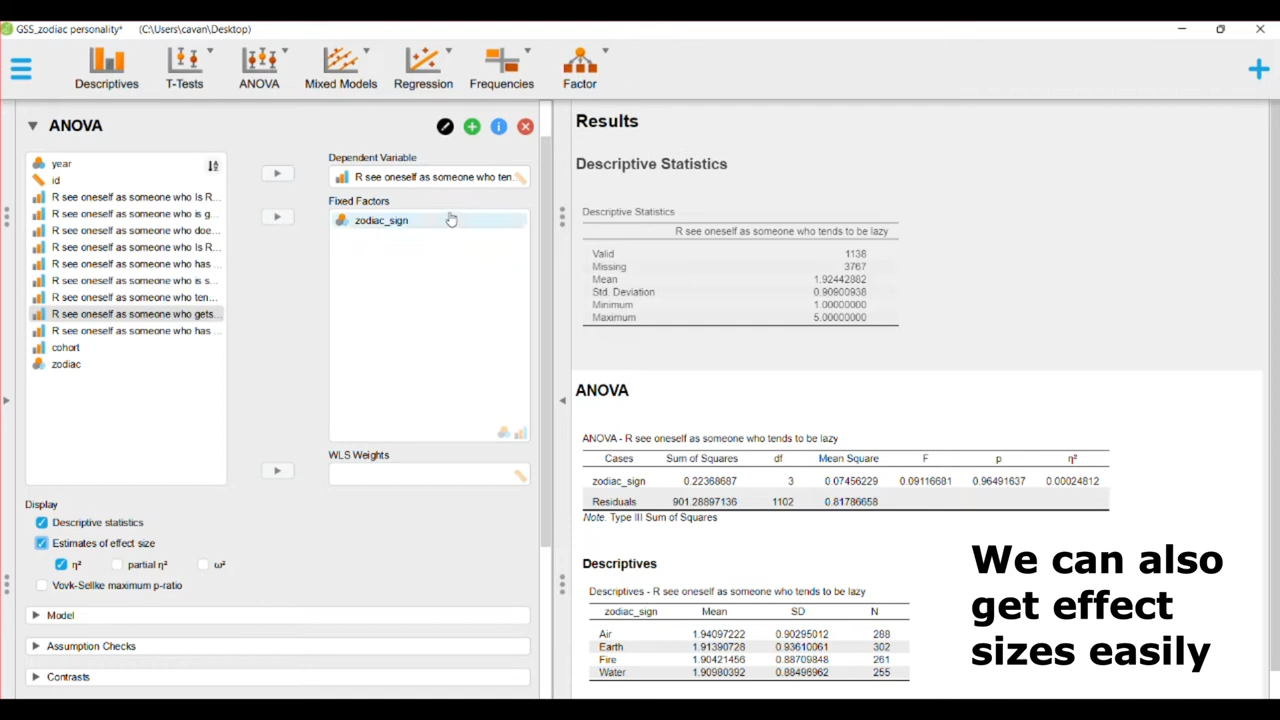 GSS_zodiac personality* (C:\Users\cavan\Desktop)
Descriptives T-Tests ANOVA Mixed Models Regression Frequencies Factor
ANOVA
year
id
R see oneself as someone who Is R...
R see oneself as someone who is g...
R see oneself as someone who doe...
R see oneself as someone who Is R...
R see oneself as someone who has ...
R see oneself as someone who is s...
R see oneself as someone who ten...
R see oneself as someone who gets...
R see oneself as someone who has ...
cohort
zodiac
Dependent Variable
R see oneself as someone who ten...
Fixed Factors
zodiac_sign
WLS Weights
Display
Descriptive statistics
Estimates of effect size
η² partial η² ω²
Vovk-Sellke maximum p-ratio
Model
Assumption Checks
Contrasts
Results
Descriptive Statistics
Descriptive Statistics
R see oneself as someone who tends to be lazy
Valid 1138
Missing 3767
Mean 1.92442882
Std. Deviation 0.90900938
Minimum 1.00000000
Maximum 5.00000000
ANOVA
ANOVA - R see oneself as someone who tends to be lazy
Cases Sum of Squares df Mean Square F p η²
zodiac_sign 0.22368687 3 0.07456229 0.09116681 0.96491637 0.00024812
Residuals 901.28897136 1102 0.81786658
Note. Type III Sum of Squares
Descriptives
Descriptives - R see oneself as someone who tends to be lazy
zodiac_sign Mean SD N
Air 1.94097222 0.90295012 288
Earth 1.91390728 0.93610061 302
Fire 1.90421456 0.88709848 261
Water 1.90980392 0.88496962 255
We can also
get effect
sizes easily